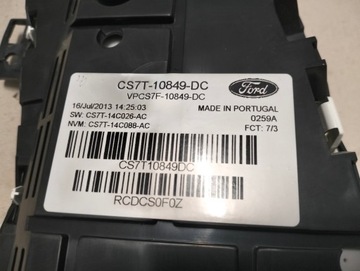 CS7T-10849-DC
VPCS7F-10849-DC
Ford
16/Jul/2013 14:25:03
MADE IN PORTUGAL
SW: CS7T-14C026-AC
0259A
NVM: CS7T-14C088-AC
FCT: 7/3
CS7T10849DC
RCDCS0F0Z